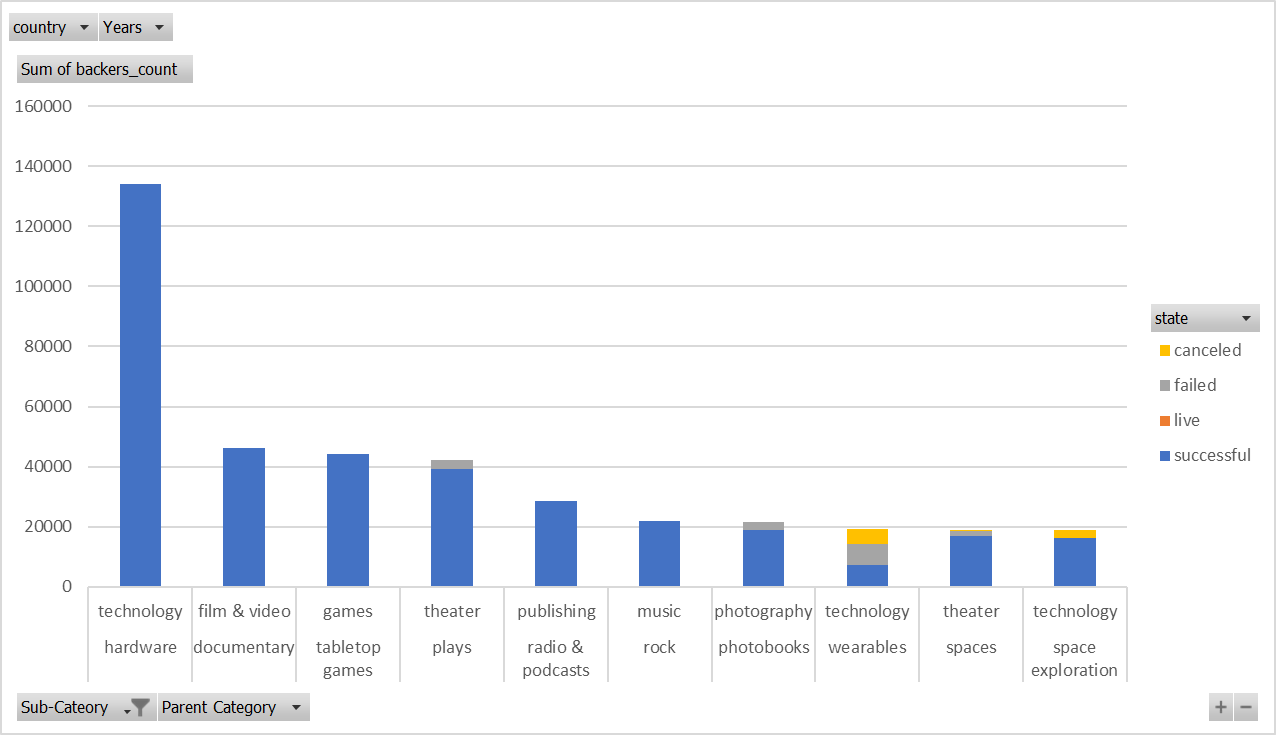 country Years
Sum of backers_count
160000
140000
120000
100000
80000
60000
40000
20000
0
state
canceled
failed
live
successful
technology film & video games theater publishing music photography technology theater technology
hardware documentary tabletop plays radio & rock photobooks wearables spaces space
games podcasts exploration
Sub-Cateory Parent Category
+ −